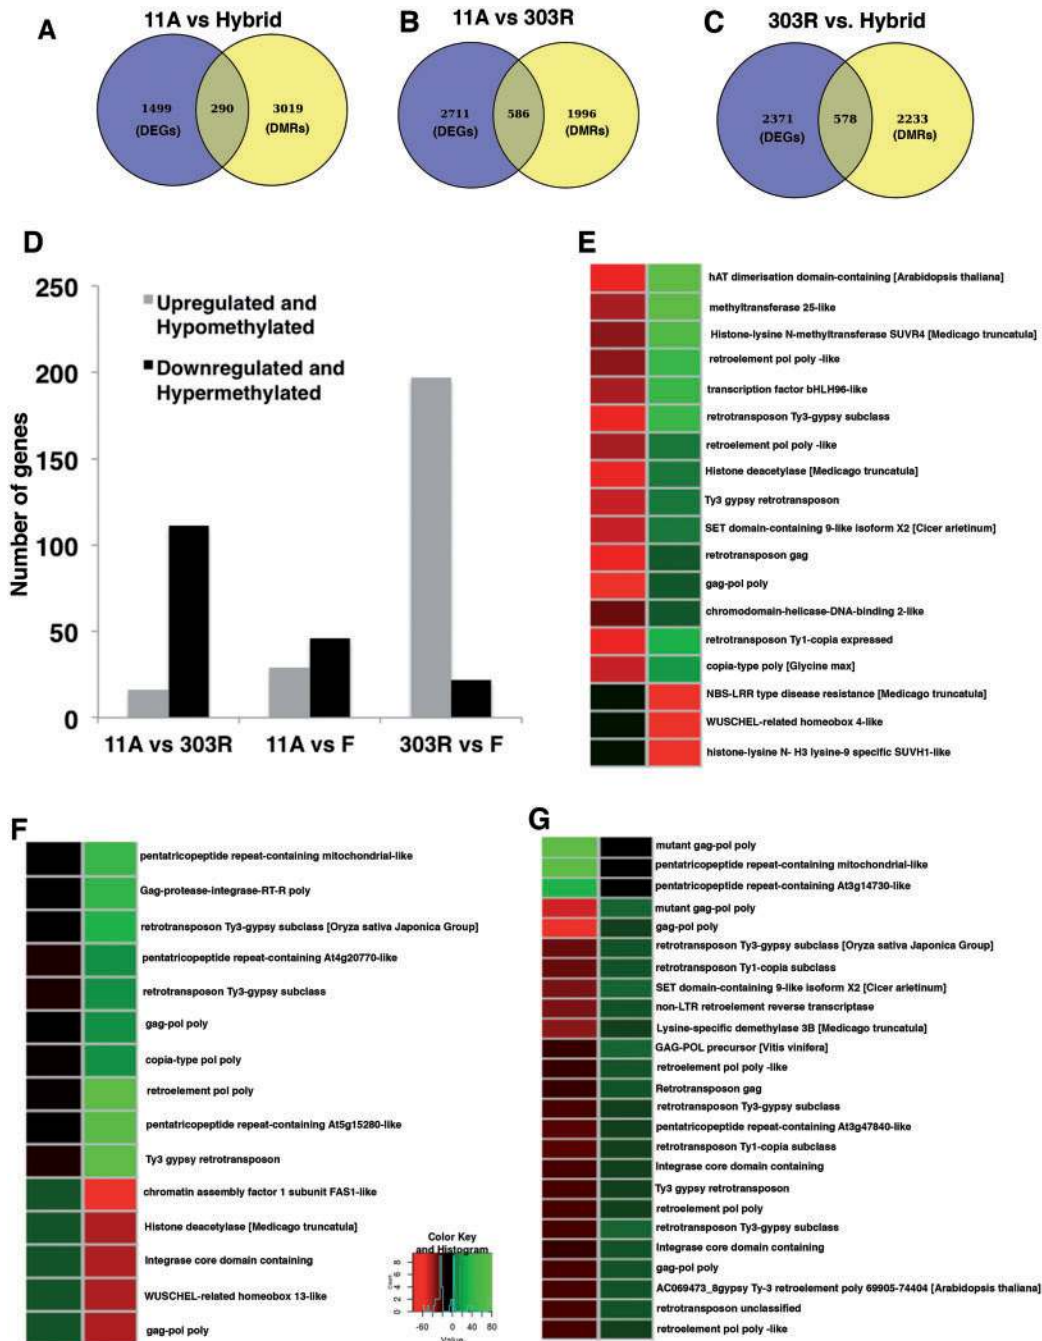 A
11A vs Hybrid
1499
(DEGs)
290
3019
(DMRs)
B
11A vs 303R
2711
(DEGs)
586
1996
(DMRs)
C
303R vs. Hybrid
2371
(DEGs)
578
2233
(DMRs)
D
Number of genes
250
200
150
100
50
0
Upregulated and
Hypomethylated
Downregulated and
Hypermethylated
11A vs 303R
11A vs F
303R vs F
E
hAT dimerisation domain-containing [Arabidopsis thaliana]
methyltransferase 25-like
Histone-lysine N-methyltransferase SUVR4 [Medicago truncatula]
retroelement pol poly -like
transcription factor bHLH96-like
retrotransposon Ty3-gypsy subclass
retroelement pol poly -like
Histone deacetylase [Medicago truncatula]
Ty3 gypsy retrotransposon
SET domain-containing 9-like isoform X2 [Cicer arietinum]
retrotransposon gag
gag-pol poly
chromodomain-helicase-DNA-binding 2-like
retrotransposon Ty1-copia expressed
copia-type poly [Glycine max]
NBS-LRR type disease resistance [Medicago truncatula]
WUSCHEL-related homeobox 4-like
histone-lysine N- H3 lysine-9 specific SUVH1-like
F
pentatricopeptide repeat-containing mitochondrial-like
Gag-protease-integrase-RT-R poly
retrotransposon Ty3-gypsy subclass [Oryza sativa Japonica Group]
pentatricopeptide repeat-containing At4g20770-like
retrotransposon Ty3-gypsy subclass
gag-pol poly
copia-type pol poly
retroelement pol poly
pentatricopeptide repeat-containing At5g15280-like
Ty3 gypsy retrotransposon
chromatin assembly factor 1 subunit FAS1-like
Histone deacetylase [Medicago truncatula]
Integrase core domain containing
WUSCHEL-related homeobox 13-like
gag-pol poly
Color Key
and Histogram
Count
0 2 4 6 8
-60 -20 0 40 80
Value
G
mutant gag-pol poly
pentatricopeptide repeat-containing mitochondrial-like
pentatricopeptide repeat-containing At3g14730-like
mutant gag-pol poly
gag-pol poly
retrotransposon Ty3-gypsy subclass [Oryza sativa Japonica Group]
retrotransposon Ty1-copia subclass
SET domain-containing 9-like isoform X2 [Cicer arietinum]
non-LTR retroelement reverse transcriptase
Lysine-specific demethylase 3B [Medicago truncatula]
GAG-POL precursor [Vitis vinifera]
retroelement pol poly -like
Retrotransposon gag
retrotransposon Ty3-gypsy subclass
pentatricopeptide repeat-containing At3g47840-like
retrotransposon Ty1-copia subclass
Integrase core domain containing
Ty3 gypsy retrotransposon
retroelement pol poly
retrotransposon Ty3-gypsy subclass
Integrase core domain containing
gag-pol poly
AC069473_8gypsy Ty-3 retroelement poly 69905-74404 [Arabidopsis thaliana]
retrotransposon unclassified
retroelement pol poly -like